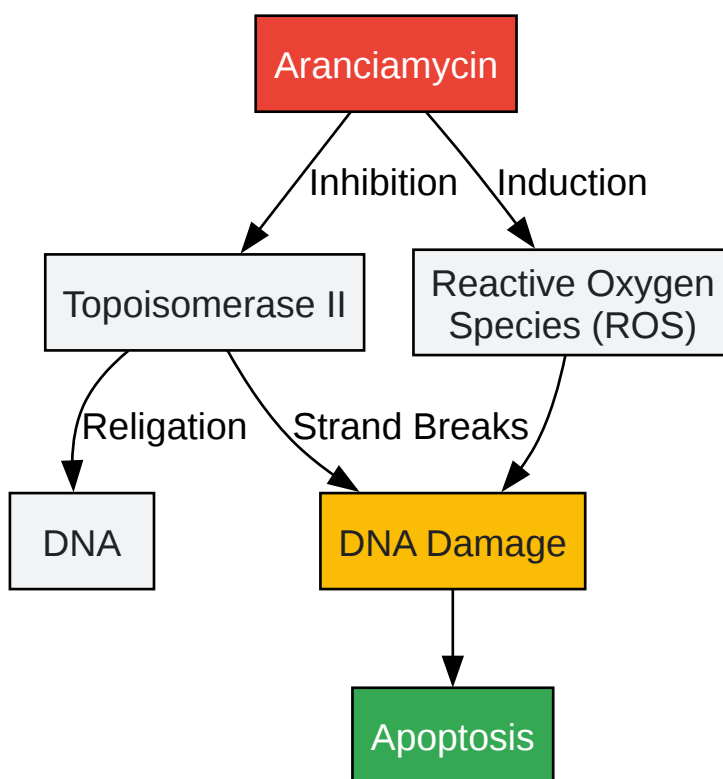 Aranciamycin
Inhibition
Induction
Topoisomerase II
Reactive Oxygen
Species (ROS)
Religation
Strand Breaks
DNA
DNA Damage
Apoptosis